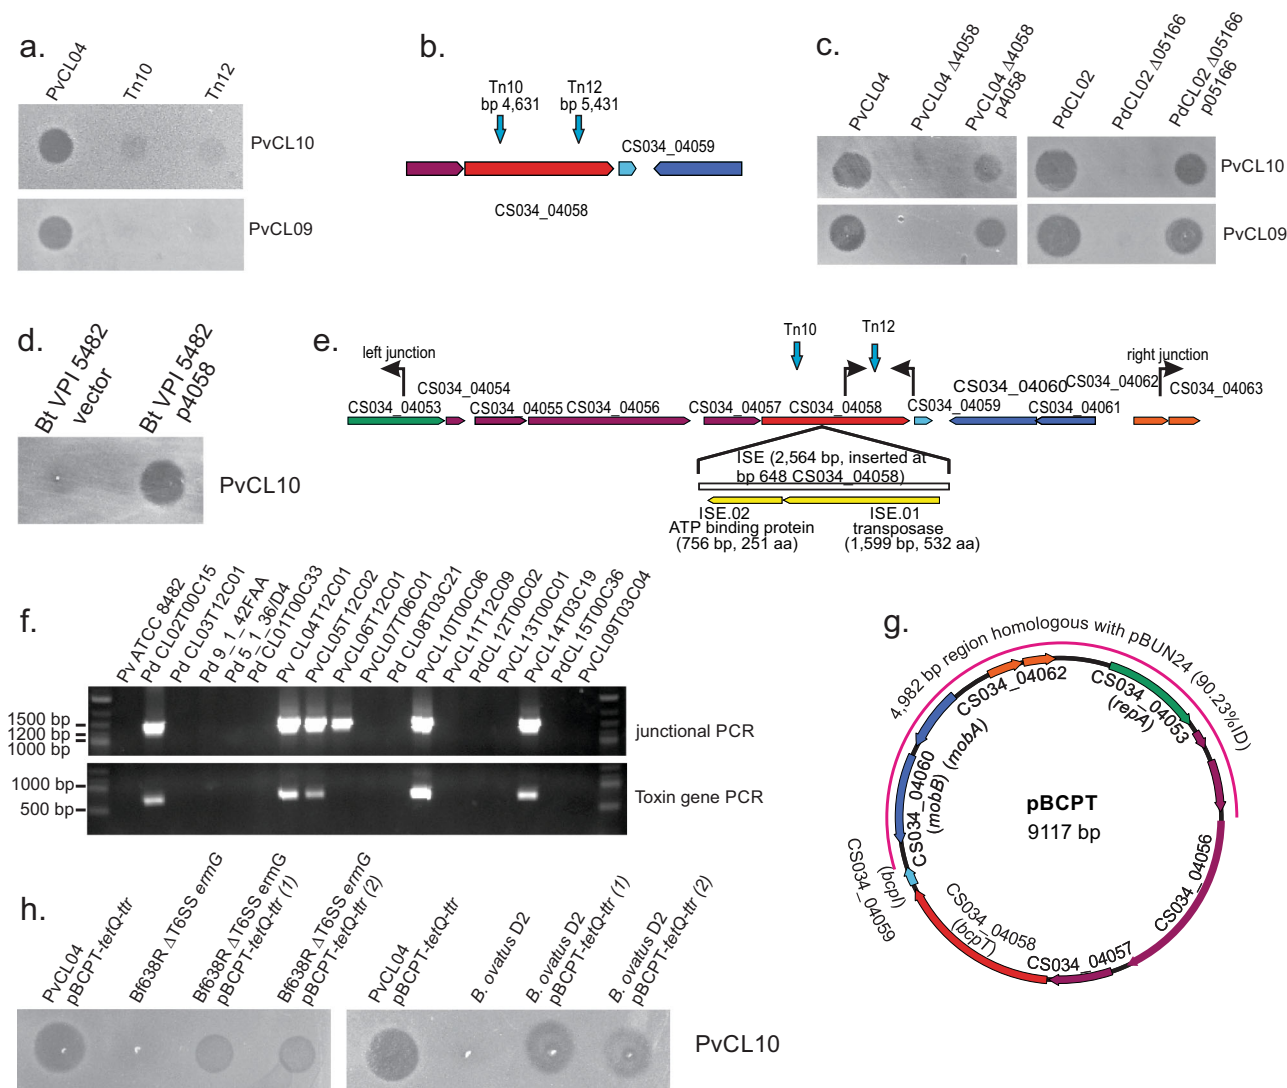 a.
PvCL04
Tn10
Tn12
PvCL10
PvCL09
b.
Tn10
bp 4,631
Tn12
bp 5,431
CS034_04059
CS034_04058
c.
PvCL04
PvCL04 Δ4058
PvCL04 Δ4058
p4058
PdCL02
PdCL02 Δ05166
PdCL02 Δ05166
p05166
PvCL10
PvCL09
d.
Bt VPI 5482
vector
Bt VPI 5482
p4058
PvCL10
e.
Tn10
Tn12
left junction
right junction
CS034_04053
CS034_04054
CS034_04055
CS034_04056
CS034_04057
CS034_04058
CS034_04059
CS034_04060
CS034_04061
CS034_04062
CS034_04063
ISE (2,564 bp, inserted at
bp 648 CS034_04058)
ISE.02
ATP binding protein
(756 bp, 251 aa)
ISE.01
transposase
(1,599 bp, 532 aa)
f.
Pv ATCC 8482
Pd CL02T00C15
Pd CL03T12C01
Pd 9_1_42FAA
Pd 5_1_36/D4
Pd CL01T00C33
Pv CL04T12C01
PvCL05T12C02
PvCL06T12C01
PvCL07T06C01
Pd CL08T03C21
PvCL10T00C06
PvCL11T12C09
PdCL12T00C02
PvCL13T00C01
PvCL14T03C19
PdCL15T00C36
PvCL09T03C04
1500 bp
1200 bp
1000 bp
junctional PCR
1000 bp
500 bp
Toxin gene PCR
g.
4,982 bp region homologous with pBUN24 (90.23%ID)
CS034_04062
CS034_04053
(repA)
(mobA)
CS034_04060
(mobB)
pBCPT
9117 bp
CS034_04056
CS034_04059
(bcpI)
CS034_04058
(bcpT)
CS034_04057
h.
PvCL04
pBCPT-tetQ-ttr
Bf638R ΔT6SS ermG
Bf638R ΔT6SS ermG
pBCPT-tetQ-ttr (1)
Bf638R ΔT6SS ermG
pBCPT-tetQ-ttr (2)
PvCL04
pBCPT-tetQ-ttr
B. ovatus D2
B. ovatus D2
pBCPT-tetQ-ttr (1)
B. ovatus D2
pBCPT-tetQ-ttr (2)
PvCL10